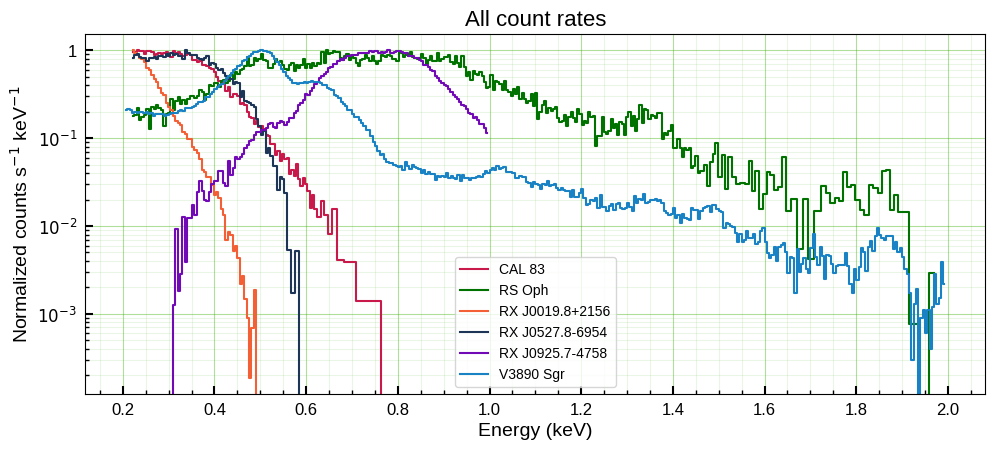 All count rates
Normalized counts s⁻¹ keV⁻¹
1
10⁻¹
10⁻²
10⁻³
CAL 83
RS Oph
RX J0019.8+2156
RX J0527.8-6954
RX J0925.7-4758
V3890 Sgr
0.2 0.4 0.6 0.8 1.0 1.2 1.4 1.6 1.8 2.0
Energy (keV)